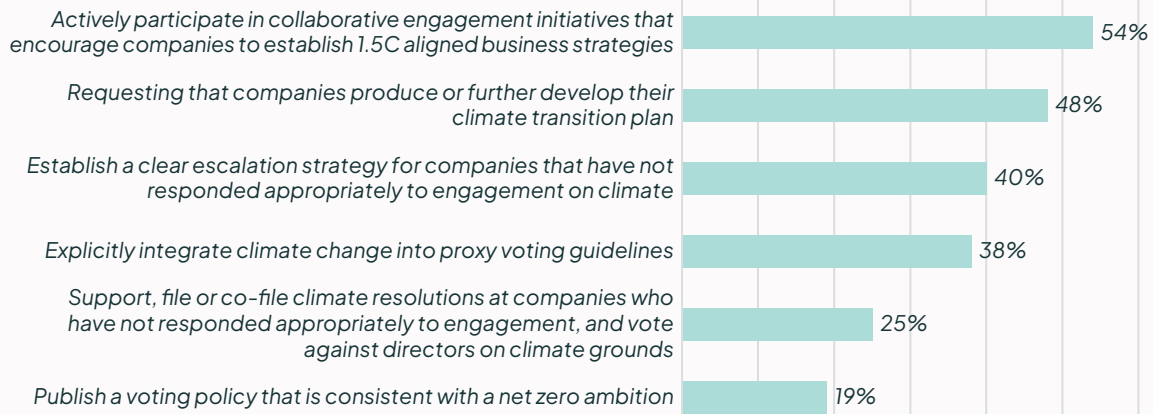 Actively participate in collaborative engagement initiatives that
encourage companies to establish 1.5C aligned business strategies
54%
Requesting that companies produce or further develop their
climate transition plan
48%
Establish a clear escalation strategy for companies that have not
responded appropriately to engagement on climate
40%
Explicitly integrate climate change into proxy voting guidelines
38%
Support, file or co-file climate resolutions at companies who
have not responded appropriately to engagement, and vote
against directors on climate grounds
25%
Publish a voting policy that is consistent with a net zero ambition
19%